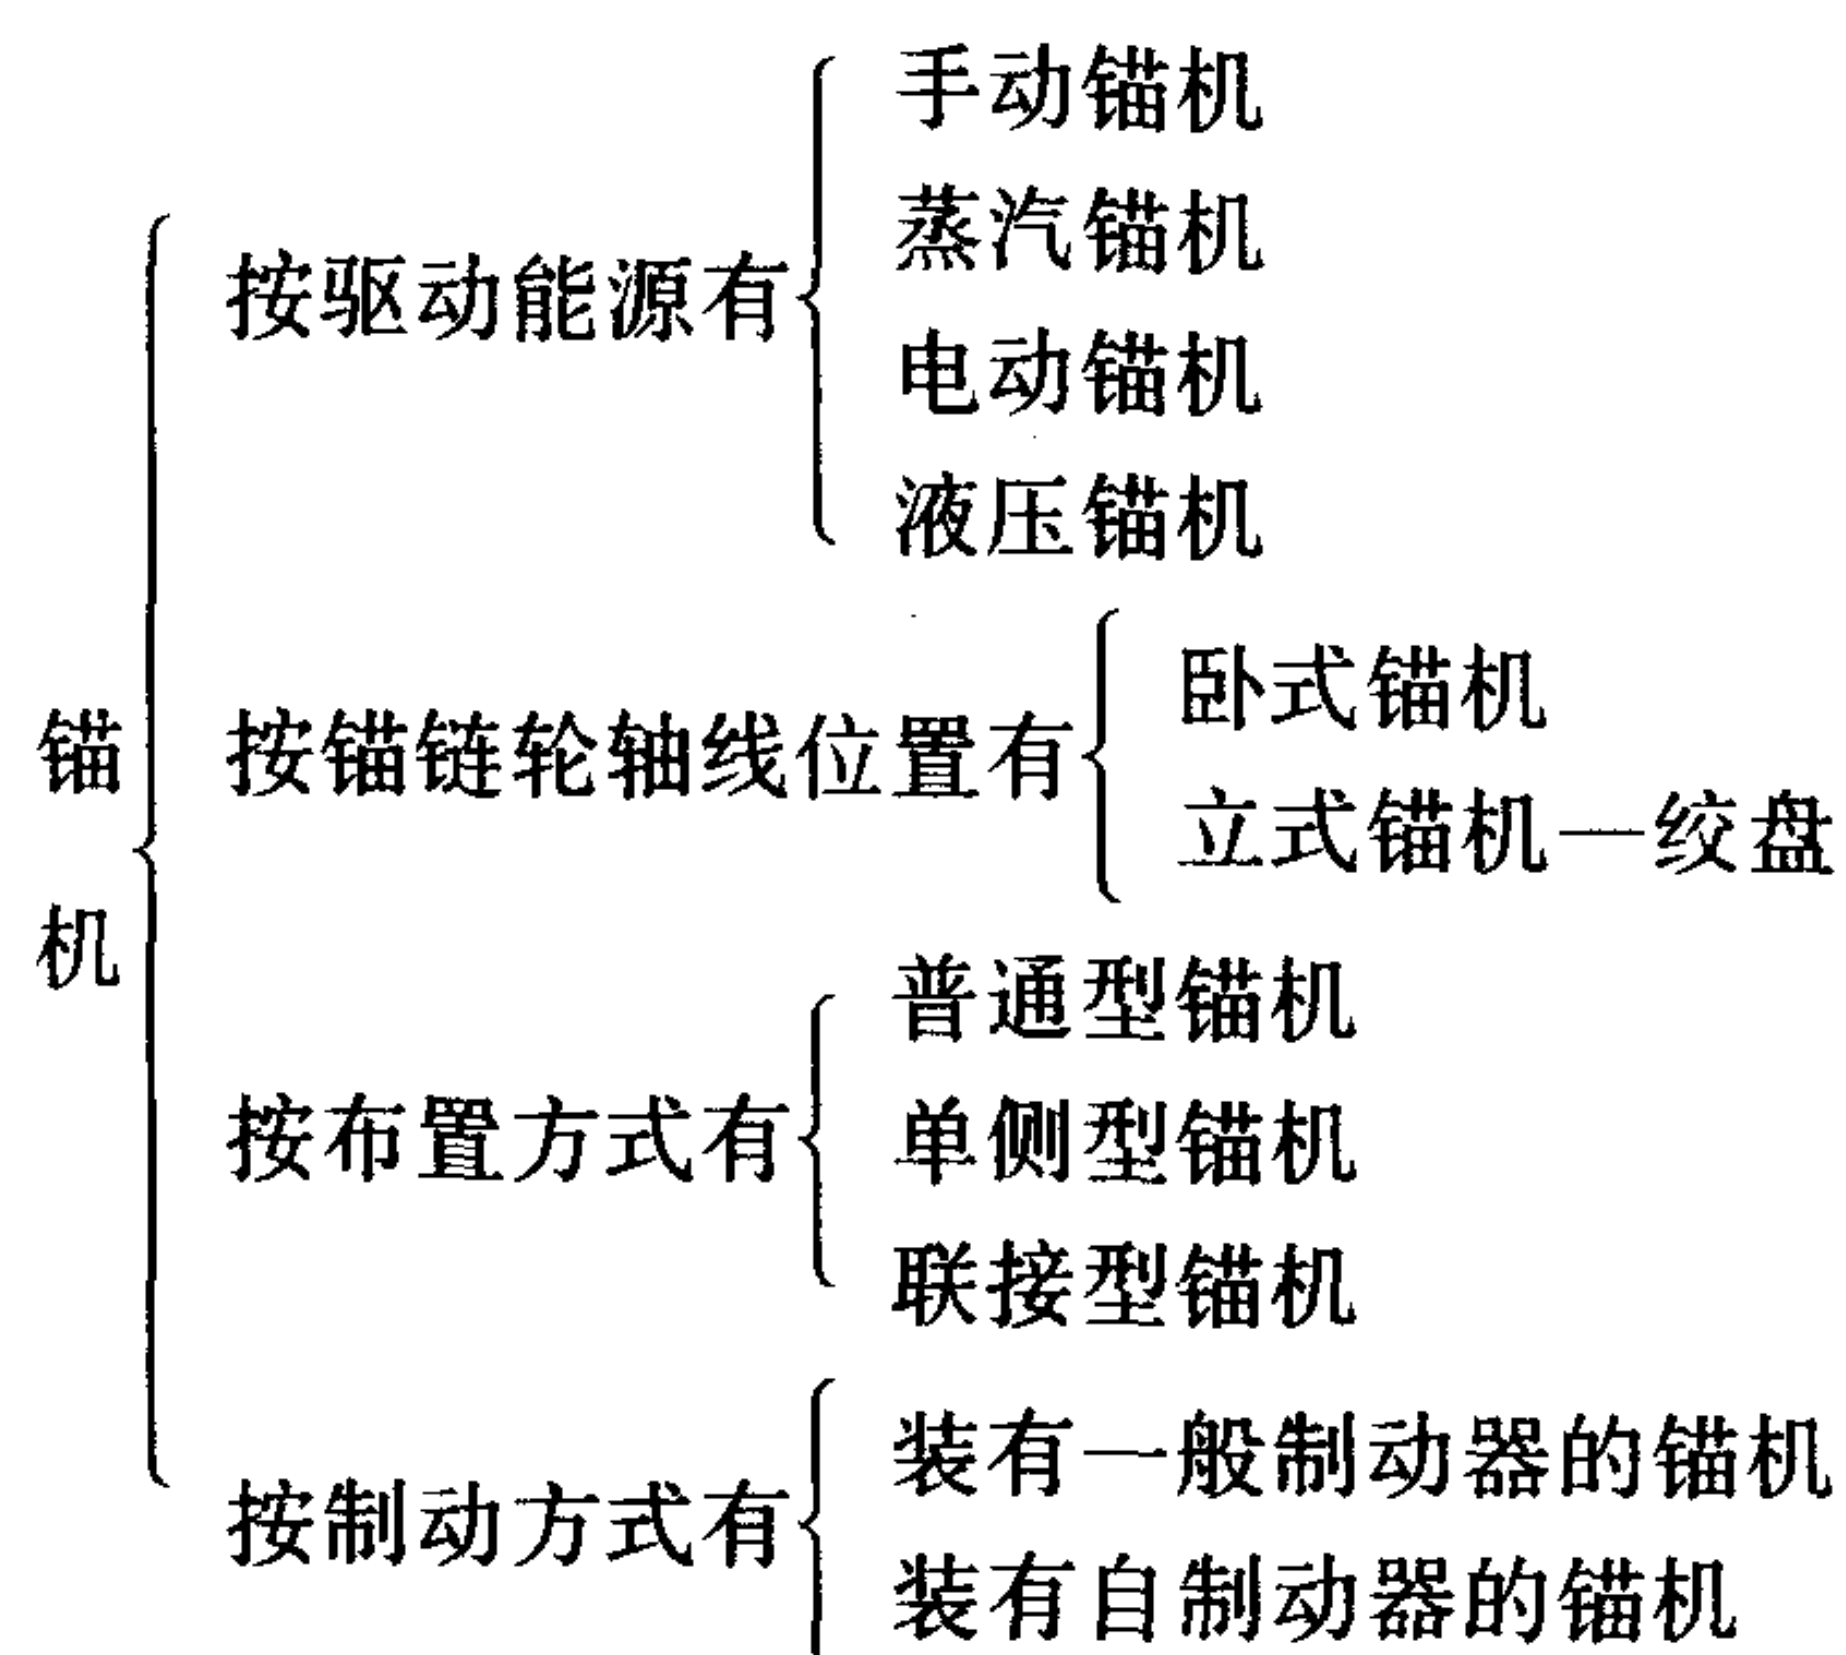 锚机
按驱动能源有
手动锚机
蒸汽锚机
电动锚机
液压锚机
按锚链轮轴线位置有
卧式锚机
立式锚机—绞盘
按布置方式有
普通型锚机
单侧型锚机
联接型锚机
按制动方式有
装有一般制动器的锚机
装有自制动器的锚机